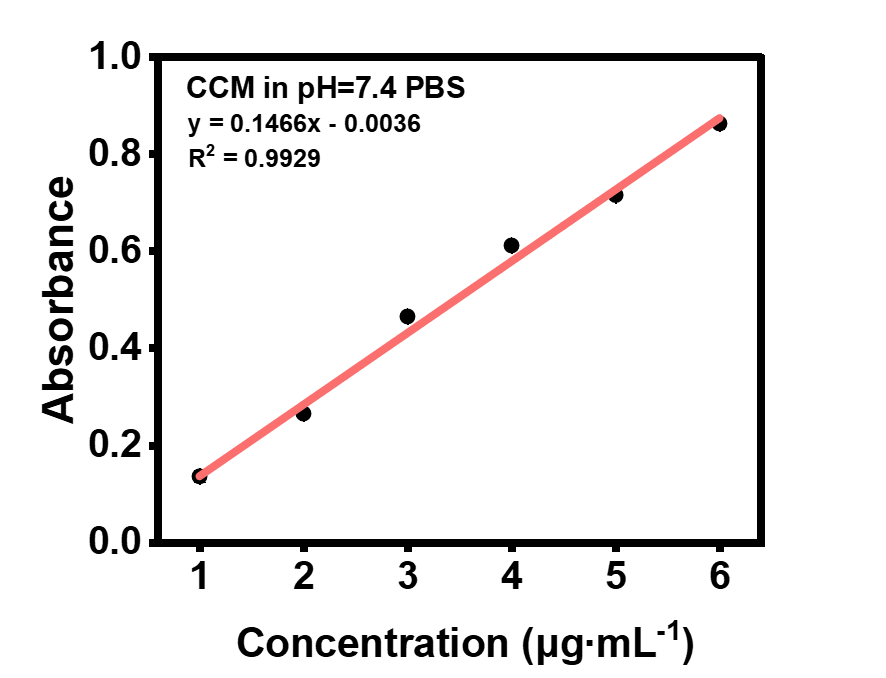 1.0
0.8
0.6
0.4
0.2
0.0
Absorbance
CCM in pH=7.4 PBS
y = 0.1466x - 0.0036
R² = 0.9929
1 2 3 4 5 6
Concentration (μg·mL⁻¹)